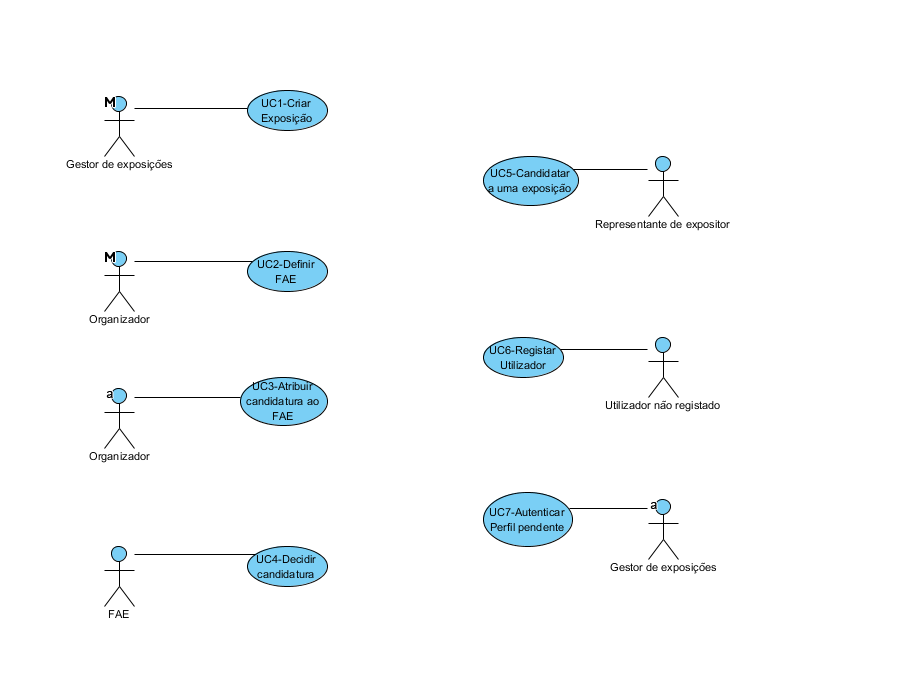 M
UC1-Criar
Exposição
Gestor de exposições
M
UC2-Definir
FAE
Organizador
a
UC3-Atribuir
candidatura ao
FAE
Organizador
UC4-Decidir
candidatura
FAE
UC5-Candidatar
a uma exposição
Representante de expositor
UC6-Registar
Utilizador
Utilizador não registado
UC7-Autenticar
Perfil pendente
a
Gestor de exposições